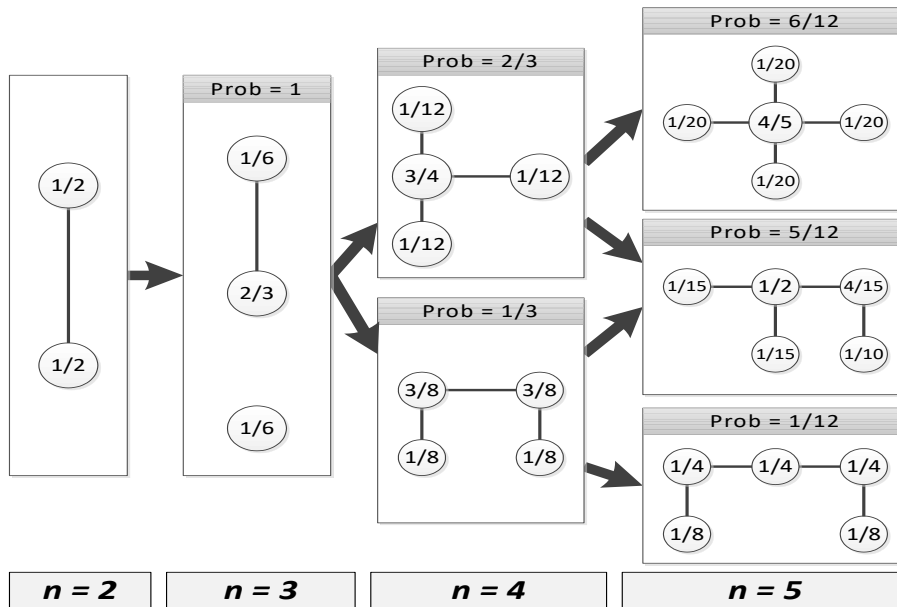 1/2
1/2
n = 2
Prob = 1
1/6
2/3
1/6
n = 3
Prob = 2/3
1/12
3/4
1/12
1/12
Prob = 1/3
3/8
3/8
1/8
1/8
n = 4
Prob = 6/12
1/20
1/20
4/5
1/20
1/20
Prob = 5/12
1/15
1/2
4/15
1/15
1/10
Prob = 1/12
1/4
1/4
1/4
1/8
1/8
n = 5